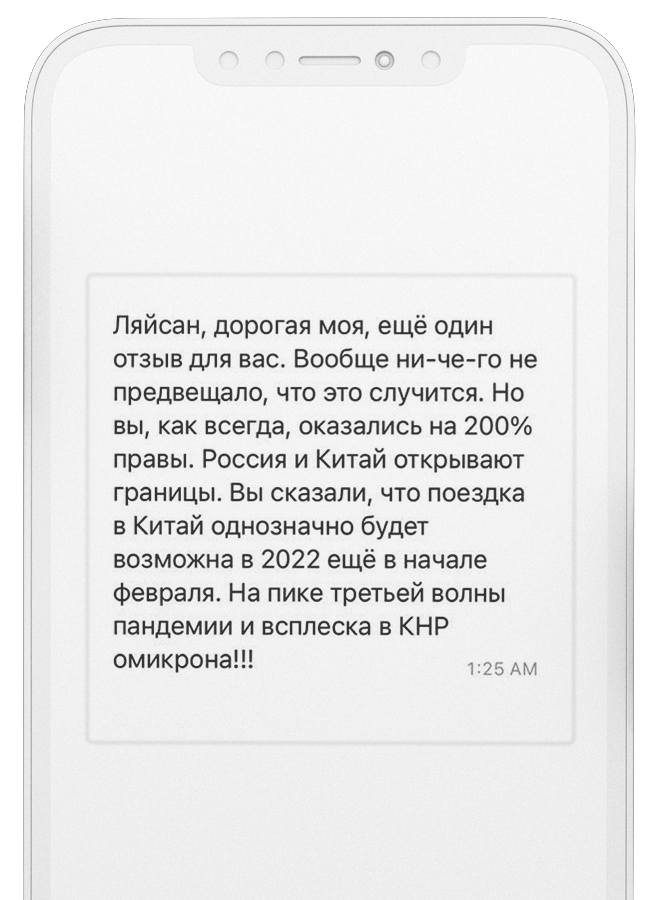 Ляйсан, дорогая моя, ещё один
отзыв для вас. Вообще ни-че-го не
предвещало, что это случится. Но
вы, как всегда, оказались на 200%
правы. Россия и Китай открывают
границы. Вы сказали, что поездка
в Китай однозначно будет
возможна в 2022 ещё в начале
февраля. На пике третьей волны
пандемии и всплеска в КНР
омикрона!!!
1:25 AM